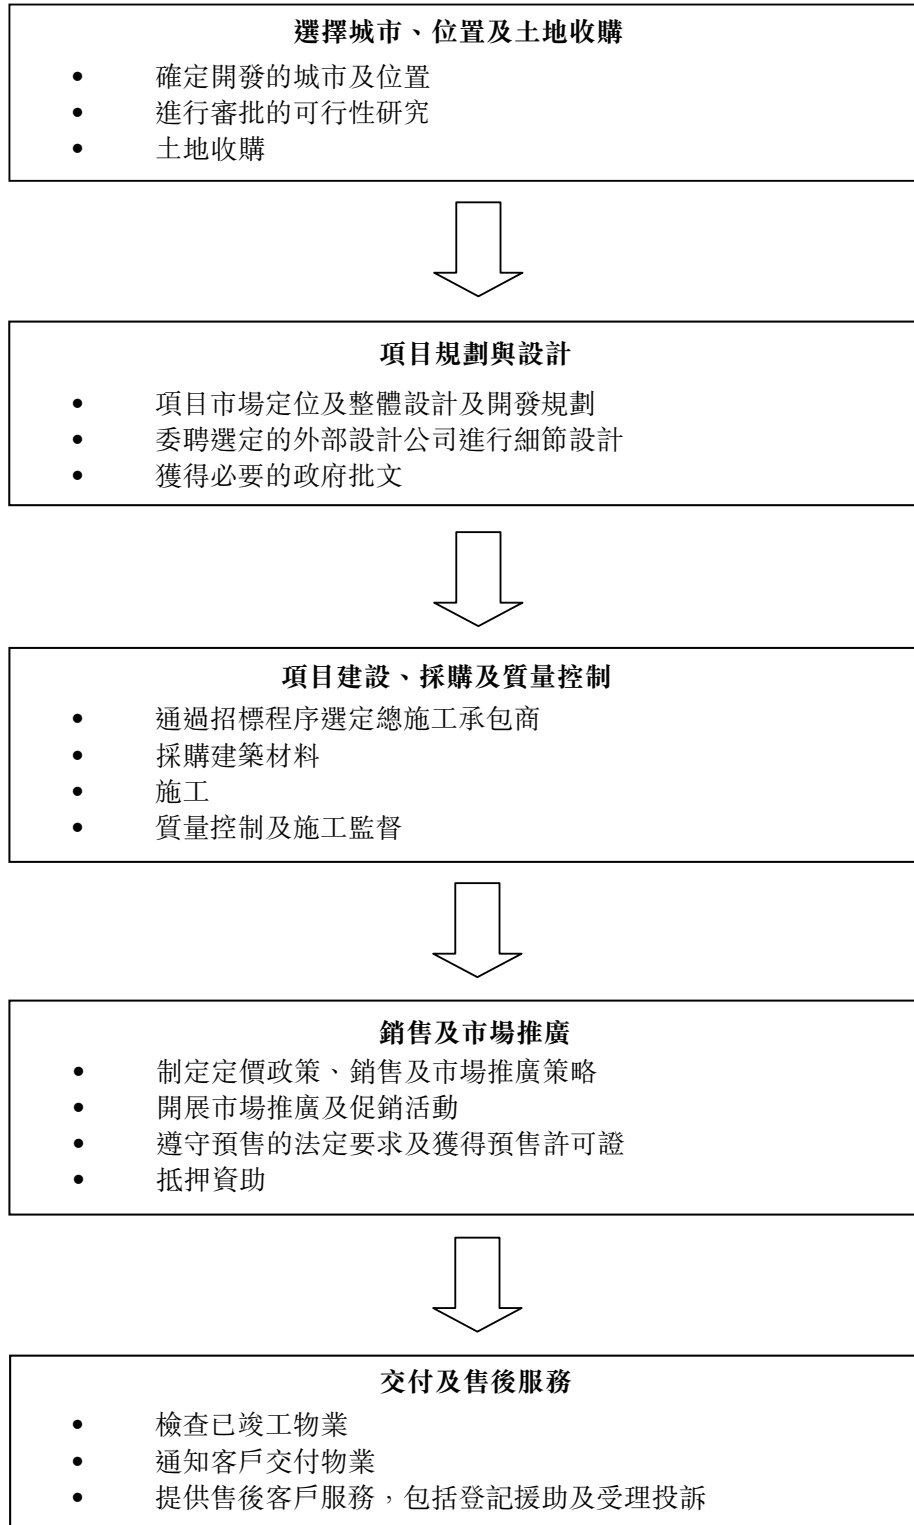 選擇城市、位置及土地收購
• 確定開發的城市及位置
• 進行審批的可行性研究
• 土地收購
項目規劃與設計
• 項目市場定位及整體設計及開發規劃
• 委聘選定的外部設計公司進行細節設計
• 獲得必要的政府批文
項目建設、採購及質量控制
• 通過招標程序選定總施工承包商
• 採購建築材料
• 施工
• 質量控制及施工監督
銷售及市場推廣
• 制定定價政策、銷售及市場推廣策略
• 開展市場推廣及促銷活動
• 遵守預售的法定要求及獲得預售許可證
• 抵押資助
交付及售後服務
• 檢查已竣工物業
• 通知客戶交付物業
• 提供售後客戶服務，包括登記援助及受理投訴